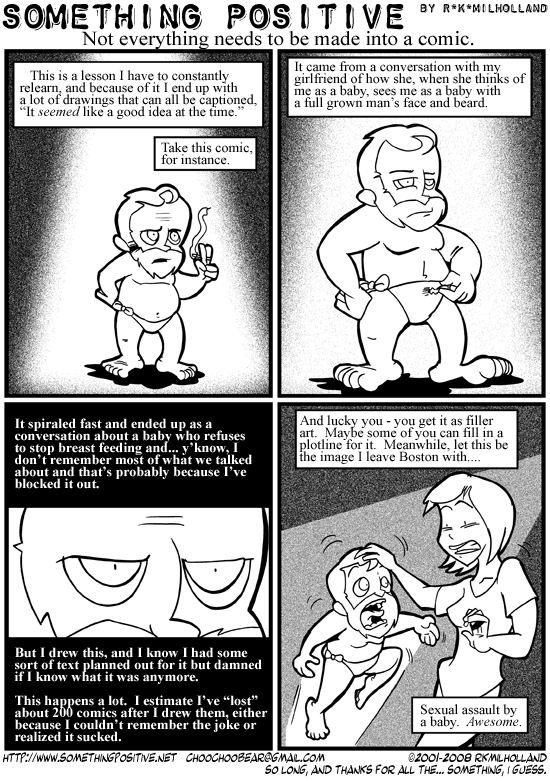 SOMETHING POSITIVE BY R*K*MILHOLLAND
Not everything needs to be made into a comic.
This is a lesson I have to constantly
relearn, and because of it I end up with
a lot of drawings that can all be captioned,
“It seemed like a good idea at the time.”
Take this comic,
for instance.
It came from a conversation with my
girlfriend of how she, when she thinks of
me as a baby, sees me as a baby with
a full grown man’s face and beard.
It spiraled fast and ended up as a
conversation about a baby who refuses
to stop breast feeding and... y’know, I
don’t remember most of what we talked
about and that’s probably because I’ve
blocked it out.
But I drew this, and I know I had some
sort of text planned out for it but damned
if I know what it was anymore.
This happens a lot. I estimate I’ve “lost”
about 200 comics after I drew them, either
because I couldn’t remember the joke or
realized it sucked.
And lucky you - you get it as filler
art. Maybe some of you can fill in a
plotline for it. Meanwhile, let this be
the image I leave Boston with....
Sexual assault by
a baby. Awesome.
HTTP://WWW.SOMETHINGPOSITIVE.NET CHOOCHOOBEAR@GMAIL.COM ©2001-2008 RKMILHOLLAND
SO LONG, AND THANKS FOR ALL THE... SOMETHING, I GUESS.